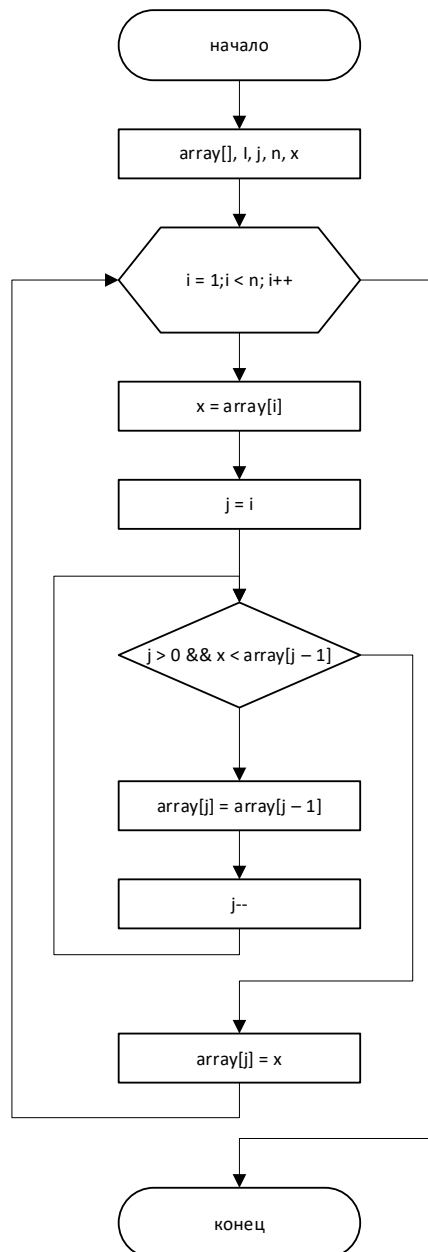 начало
array[], I, j, n, x
i = 1;i < n; i++
x = array[i]
j = i
j > 0 && x < array[j – 1]
array[j] = array[j – 1]
j--
array[j] = x
конец